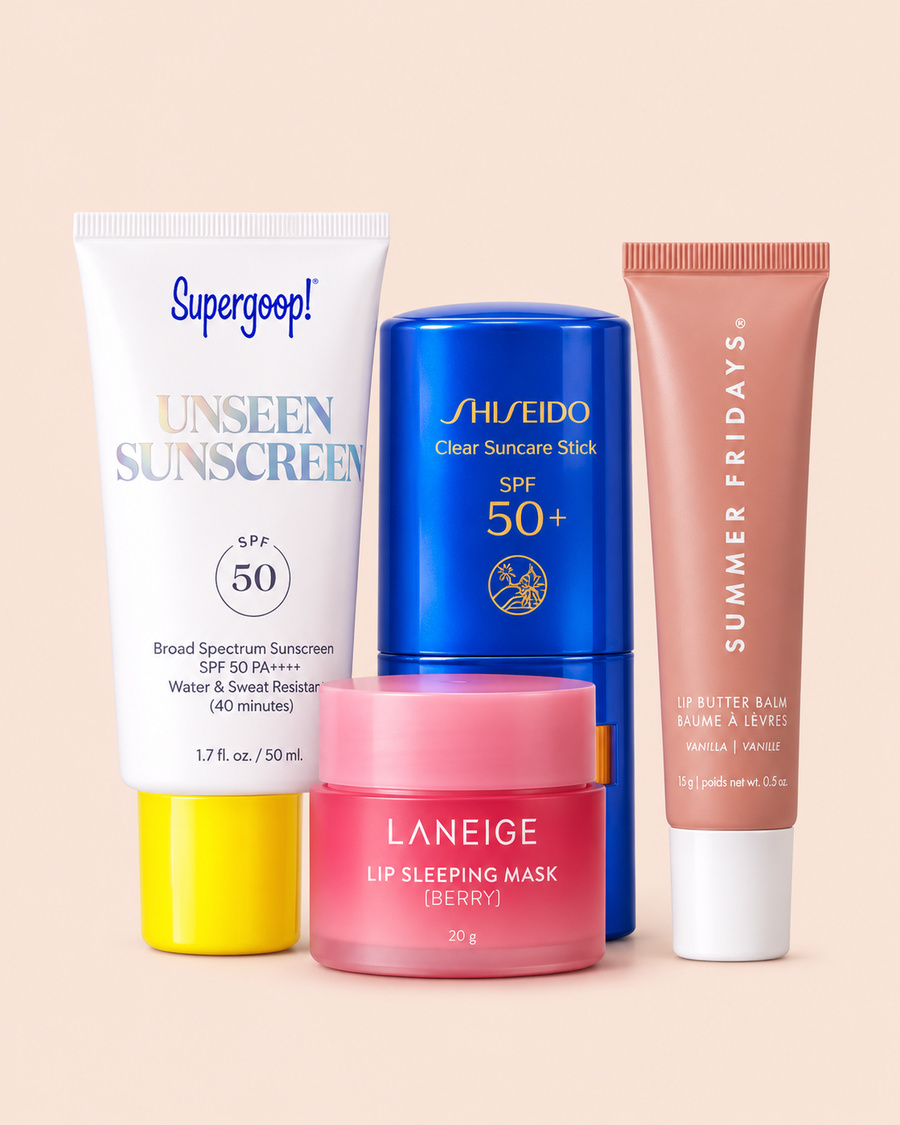 Supergoop!®
UNSEEN
SUNSCREEN
SPF
50
Broad Spectrum Sunscreen
SPF 50 PA++++
Water & Sweat Resistant
(40 minutes)
1.7 fl. oz. / 50 ml.
SHISEIDO
Clear Suncare Stick
SPF
50+
LANEIGE
LIP SLEEPING MASK
[BERRY]
20 g
SUMMER FRIDAYS®
LIP BUTTER BALM
BAUME À LÈVRES
VANILLA | VANILLE
15 g | poids net wt. 0.5 oz.